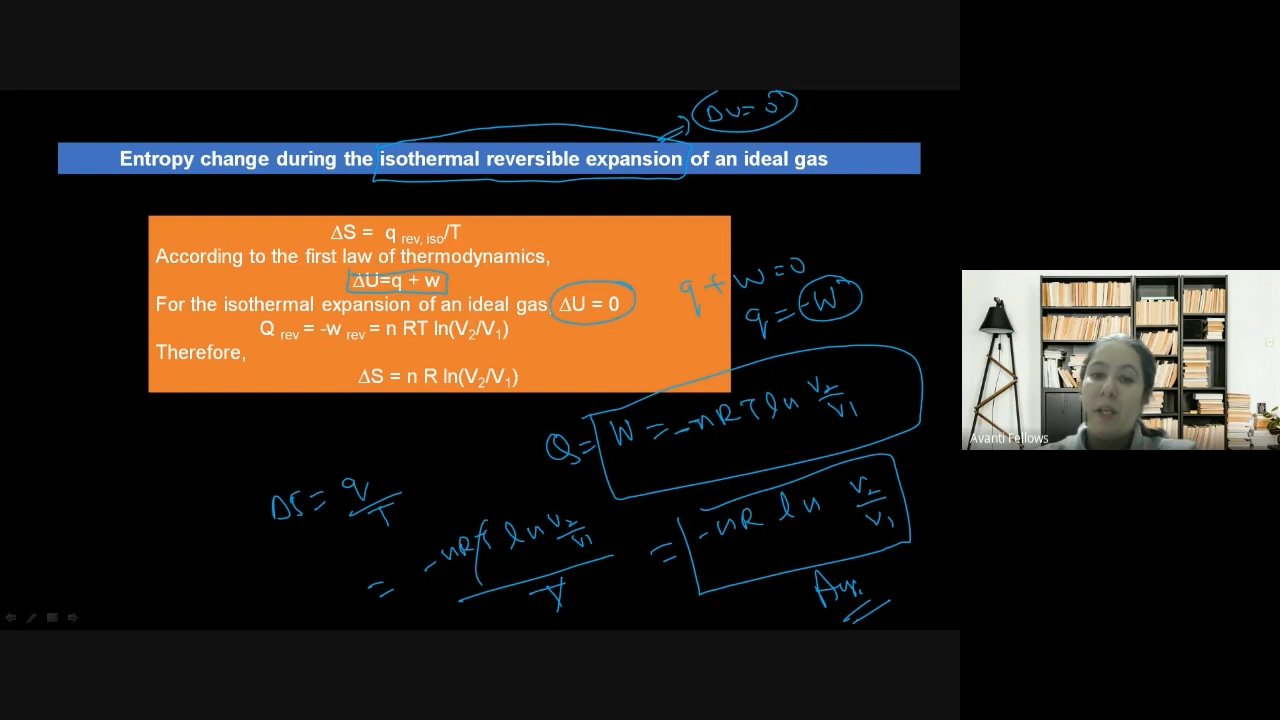 ΔU=0
Entropy change during the isothermal reversible expansion of an ideal gas
ΔS = q rev, iso/T
According to the first law of thermodynamics,
ΔU=q + w
For the isothermal expansion of an ideal gas, ΔU = 0
Q rev = -w rev = n RT ln(V2/V1)
Therefore,
ΔS = n R ln(V2/V1)
q + w = 0
q = -w
Q = W = -nRT ln V2/V1
ΔS = q/T
= -nRT ln V2/V1 / T = -nR ln V2/V1
Ans.
Avanti Fellows